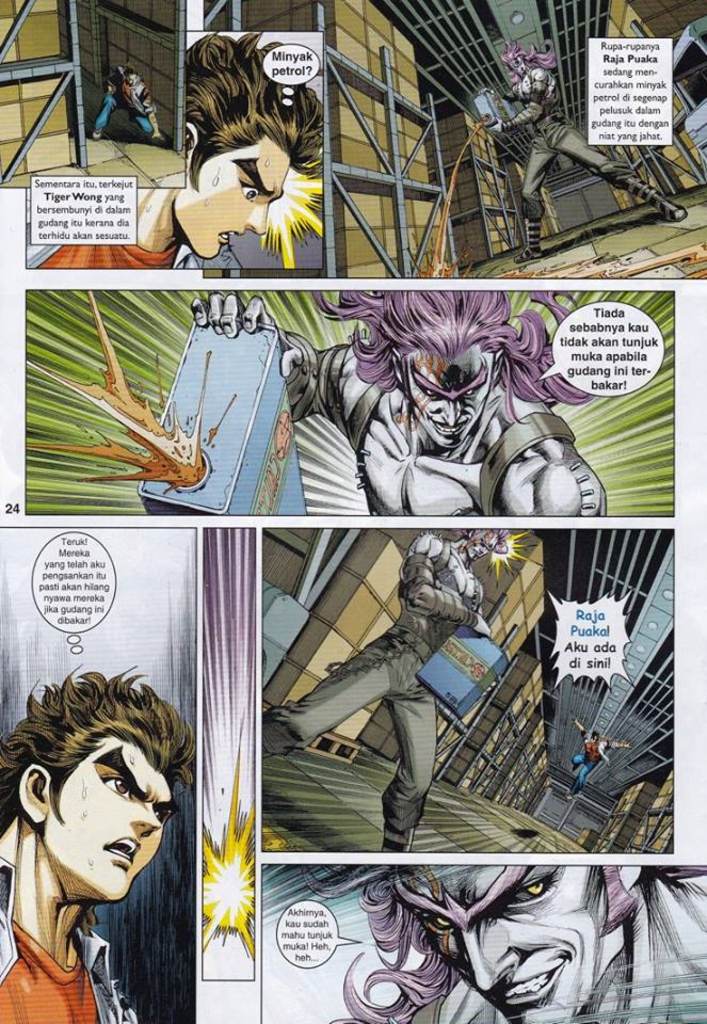 Minyak
petrol?
Rupa-rupanya
Raja Puaka
sedang men-
curahkan minyak
petrol di segenap
pelusuk dalam
gudang itu dengan
niat yang jahat.
Sementara itu, terkejut
Tiger Wong yang
bersembunyi di dalam
gudang itu kerana dia
terhidu akan sesuatu.
Tiada
sebabnya kau
tidak akan tunjuk
muka apabila
gudang ini ter-
bakar!
24
Teruk!
Mereka
yang telah aku
pengsankan itu
pasti akan hilang
nyawa mereka
jika gudang ini
dibakar!
Raja
Puaka!
Aku ada
di sini!
Akhirnya,
kau sudah
mahu tunjuk
muka! Heh,
heh...